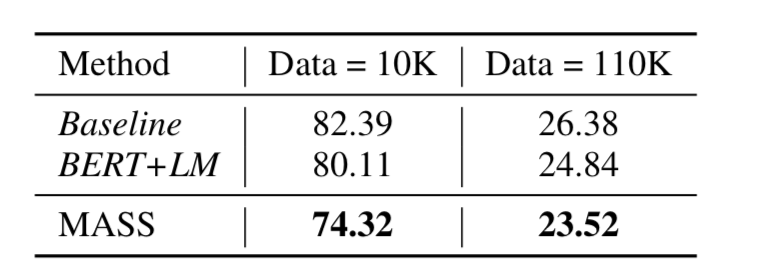 Method | Data = 10K | Data = 110K
Baseline | 82.39 | 26.38
BERT+LM | 80.11 | 24.84
MASS | 74.32 | 23.52